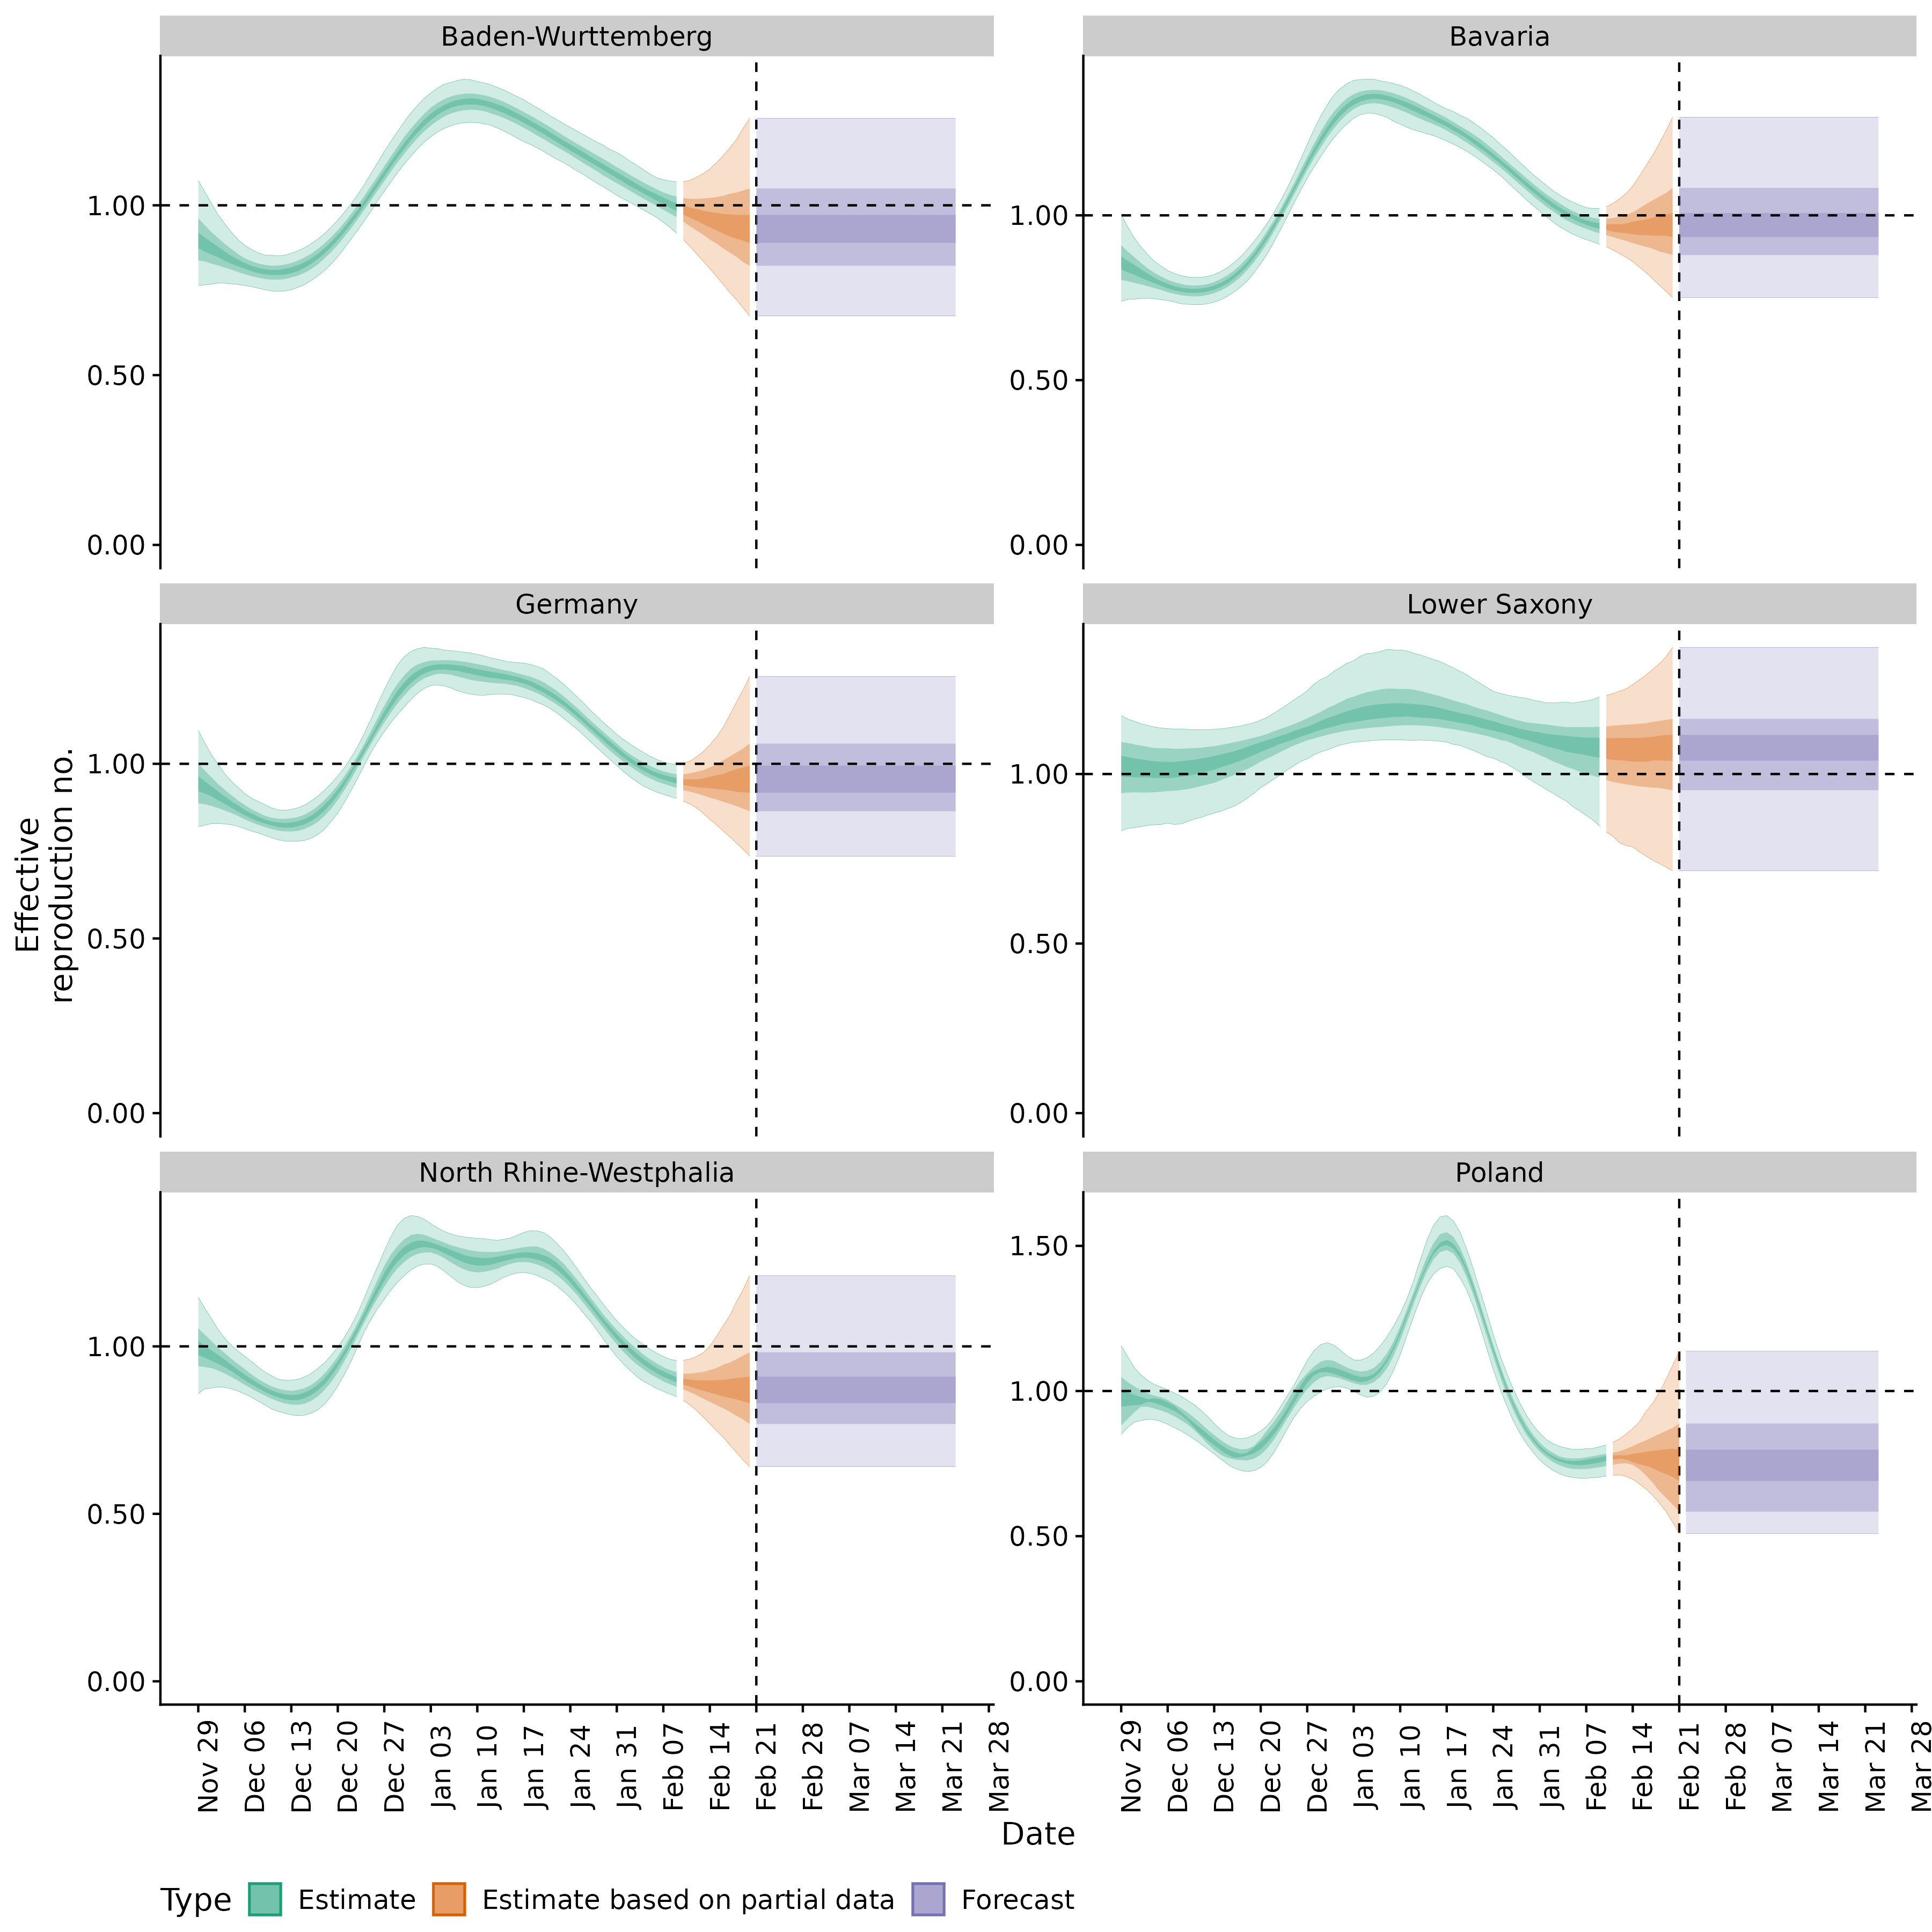 Baden-Wurttemberg
1.00
0.50
0.00
Bavaria
1.00
0.50
0.00
Germany
1.00
0.50
0.00
Lower Saxony
1.00
0.50
0.00
North Rhine-Westphalia
1.00
0.50
0.00
Poland
1.50
1.00
0.50
0.00
Effective
reproduction no.
Nov 29
Dec 06
Dec 13
Dec 20
Dec 27
Jan 03
Jan 10
Jan 17
Jan 24
Jan 31
Feb 07
Feb 14
Feb 21
Feb 28
Mar 07
Mar 14
Mar 21
Mar 28
Nov 29
Dec 06
Dec 13
Dec 20
Dec 27
Jan 03
Jan 10
Jan 17
Jan 24
Jan 31
Feb 07
Feb 14
Feb 21
Feb 28
Mar 07
Mar 14
Mar 21
Mar 28
Date
Type Estimate Estimate based on partial data Forecast